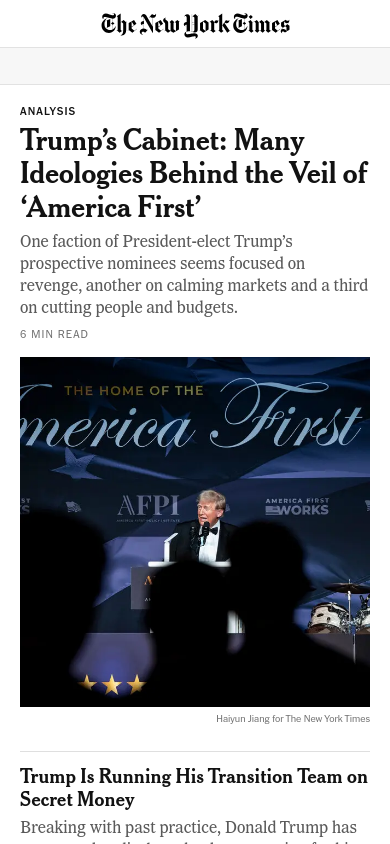 The New York Times
ANALYSIS
Trump’s Cabinet: Many
Ideologies Behind the Veil of
‘America First’
One faction of President-elect Trump’s
prospective nominees seems focused on
revenge, another on calming markets and a third
on cutting people and budgets.
6 MIN READ
THE HOME OF THE
merica First
AFPI
AMERICA FIRST
WORKS
Haiyun Jiang for The New York Times
Trump Is Running His Transition Team on
Secret Money
Breaking with past practice, Donald Trump has